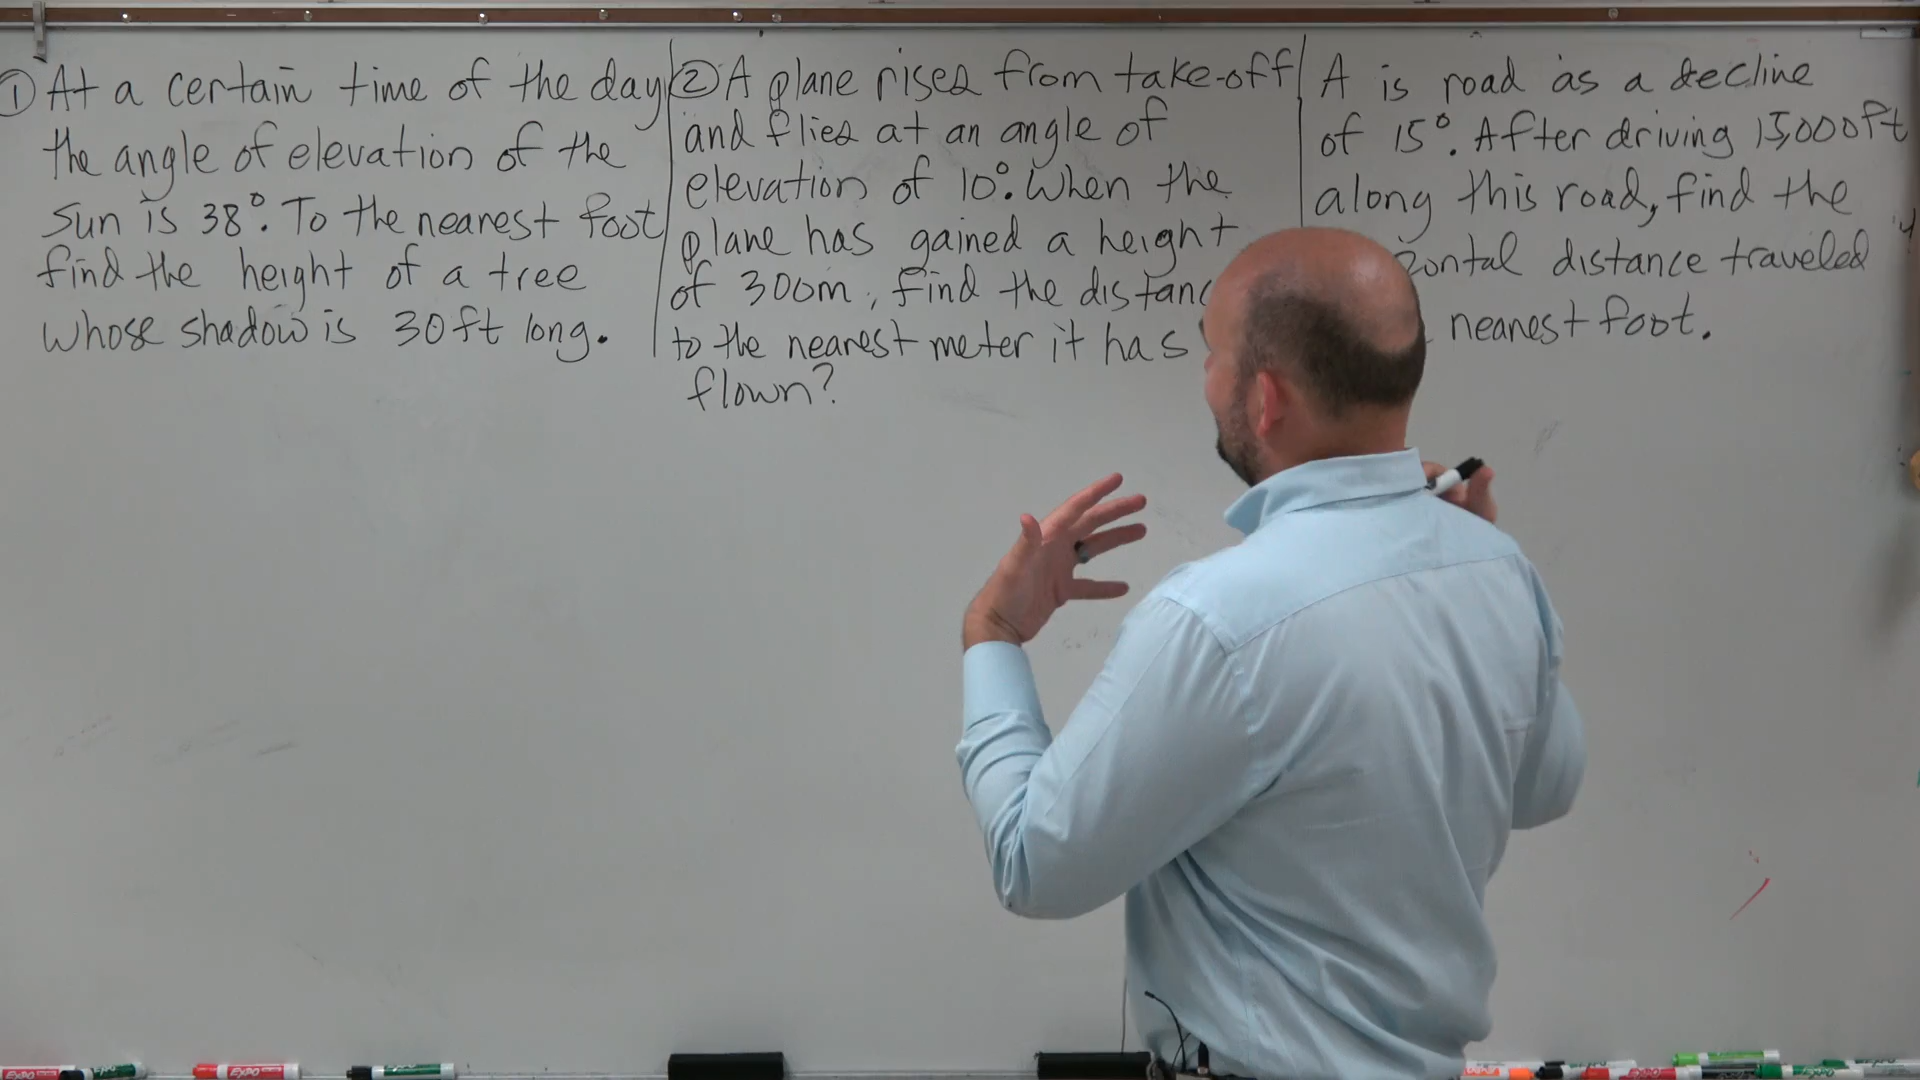 ① At a certain time of the day
the angle of elevation of the
sun is 38°. To the nearest foot
find the height of a tree
whose shadow is 30ft long.
② A plane rises from take-off
and flies at an angle of
elevation of 10°. When the
plane has gained a height
of 300m, find the distanc
to the nearest meter it has
flown?
A is road as a decline
of 15°. After driving 15,000ft
along this road, find the
zontal distance traveled
nearest foot.
EXPO
EXPO